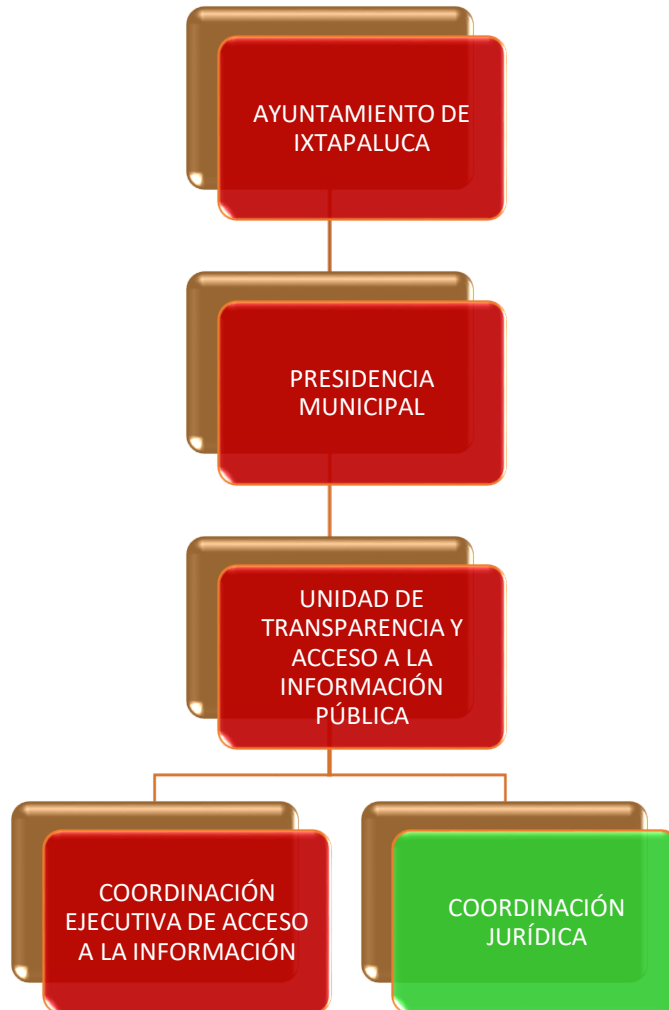 AYUNTAMIENTO DE
IXTAPALUCA
PRESIDENCIA
MUNICIPAL
UNIDAD DE
TRANSPARENCIA Y
ACCESO A LA
INFORMACIÓN
PÚBLICA
COORDINACIÓN
EJECUTIVA DE ACCESO
A LA INFORMACIÓN
COORDINACIÓN
JURÍDICA